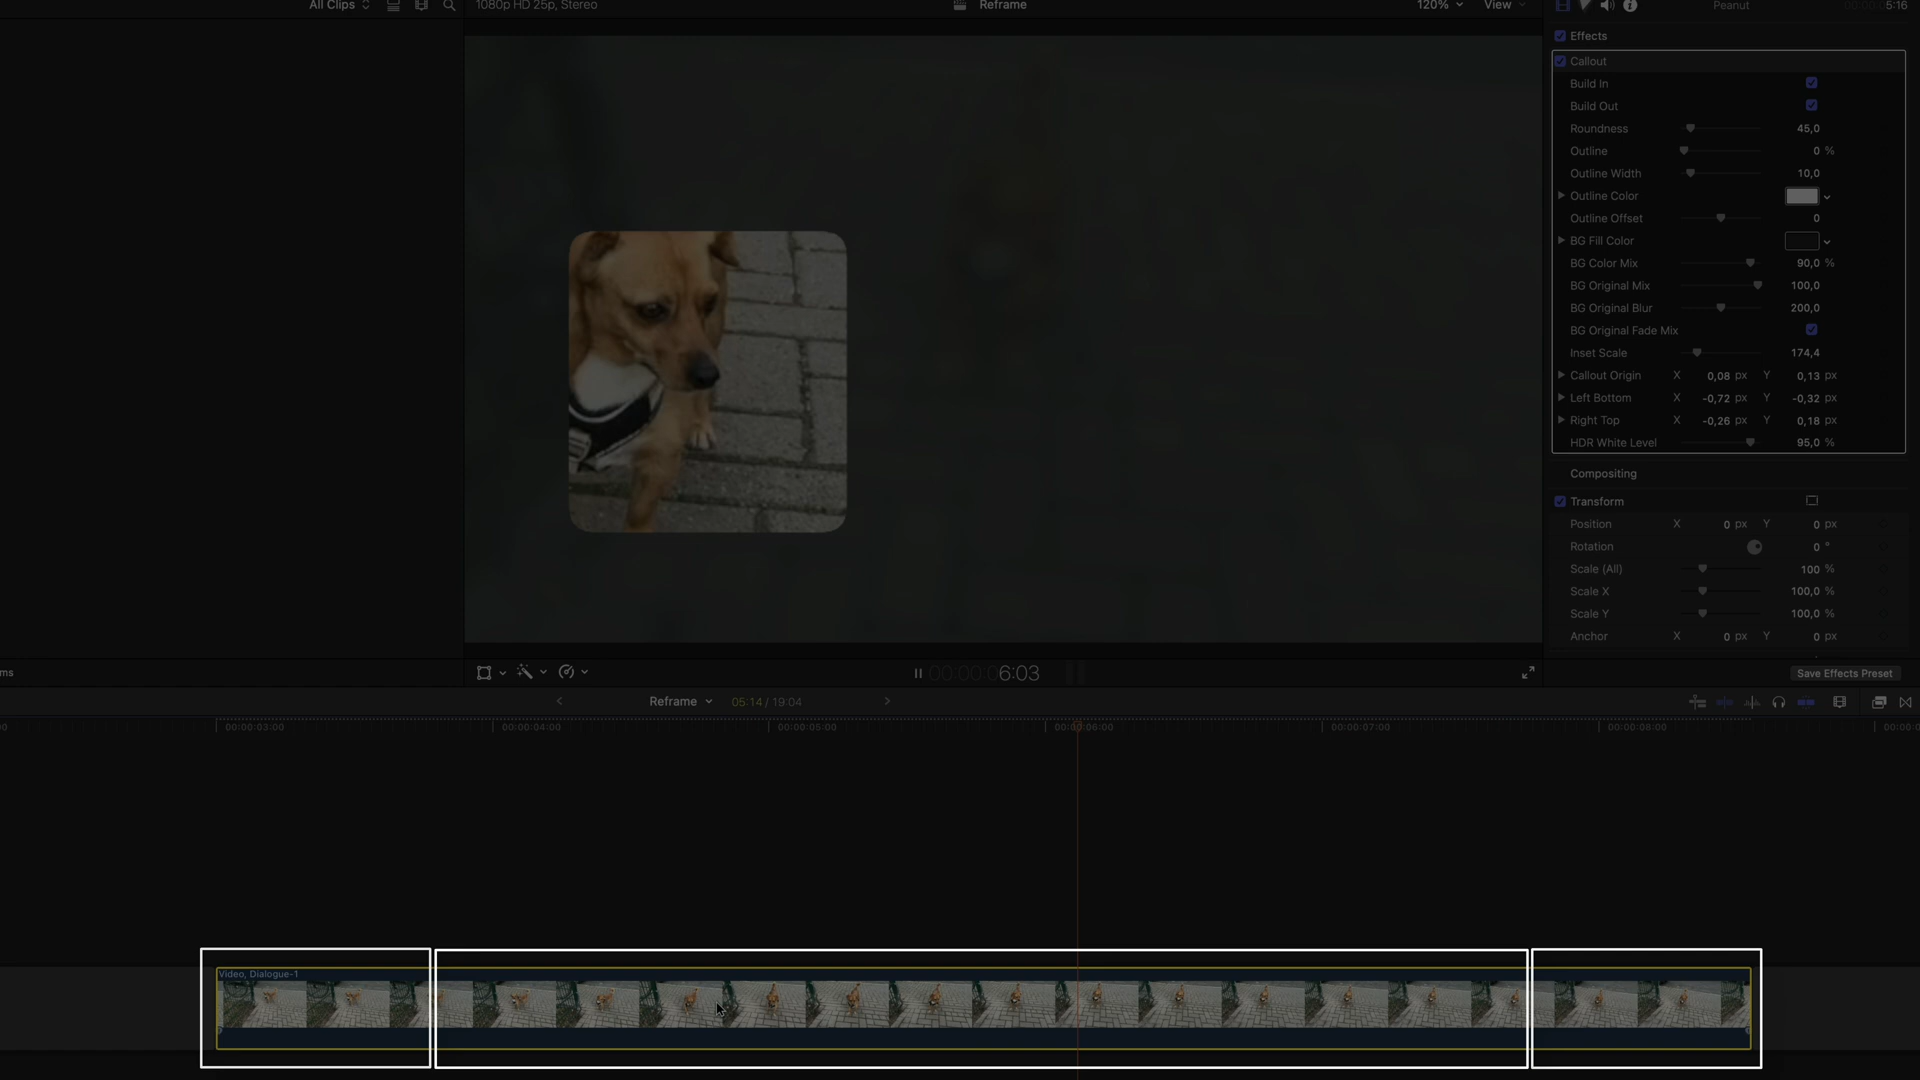 All Clips
1080p HD 25p, Stereo
Reframe
120%
View
Peanut
5:16
Effects
Callout
Build In
Build Out
Roundness 45,0
Outline 0 %
Outline Width 10,0
Outline Color
Outline Offset 0
BG Fill Color
BG Color Mix 90,0 %
BG Original Mix 100,0
BG Original Blur 200,0
BG Original Fade Mix
Inset Scale 174,4
Callout Origin X 0,08 px Y 0,13 px
Left Bottom X -0,72 px Y -0,32 px
Right Top X -0,26 px Y 0,18 px
HDR White Level 95,0 %
Compositing
Transform
Position X 0 px Y 0 px
Rotation 0 °
Scale (All) 100 %
Scale X 100,0 %
Scale Y 100,0 %
Anchor X 0 px Y 0 px
ms
00:00:06:03
Save Effects Preset
Reframe
05:14 / 19:04
00:00:03:00 00:00:04:00 00:00:05:00 00:00:06:00 00:00:07:00 00:00:08:00
Video, Dialogue-1